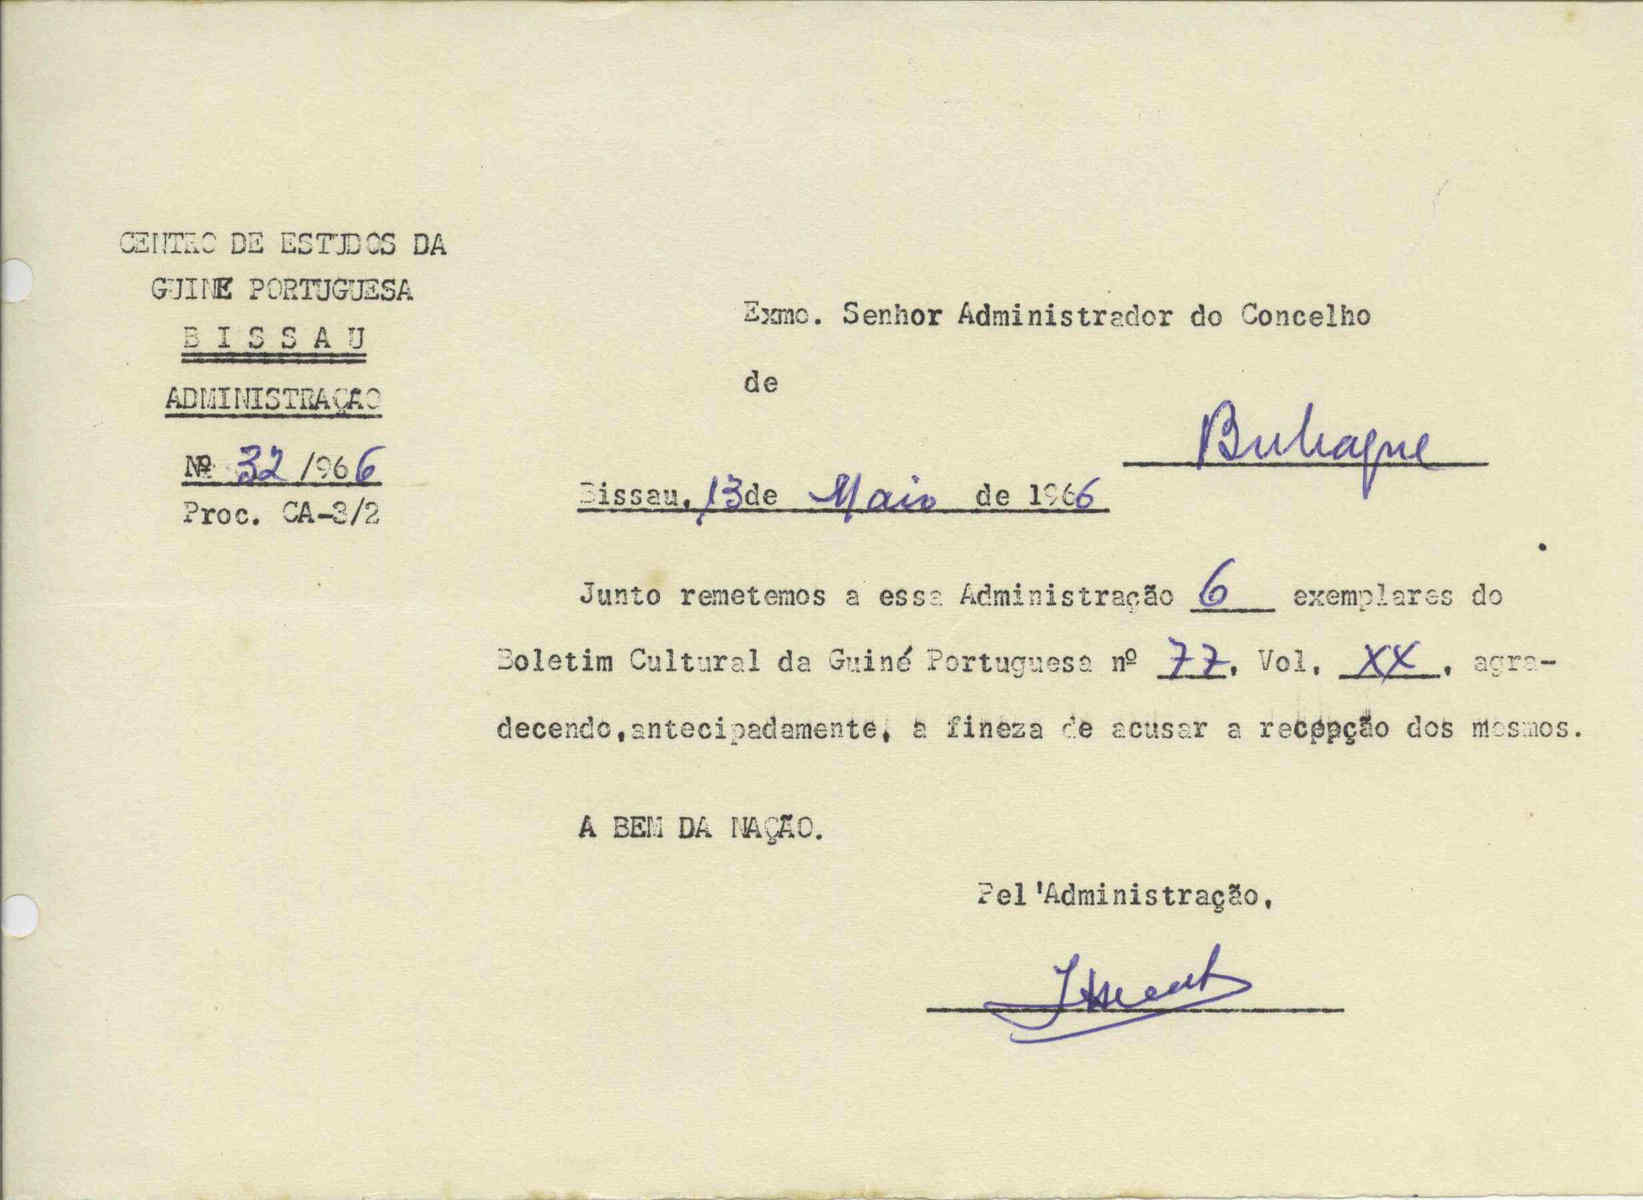 CENTRO DE ESTUDOS DA
GUINÉ PORTUGUESA
B I S S A U
ADMINISTRAÇÃO
Nº 32/966
Proc. CA-3/2
Exmo. Senhor Administrador do Concelho
de
Bubaque
Bissau, 13 de Maio de 1966
Junto remetemos a essa Administração 6 exemplares do
Boletim Cultural da Guiné Portuguesa nº 77, Vol. XX, agra-
decendo,antecipadamente, a fineza de acusar a recepção dos mesmos.
A BEM DA NAÇÃO.
Pel'Administração,